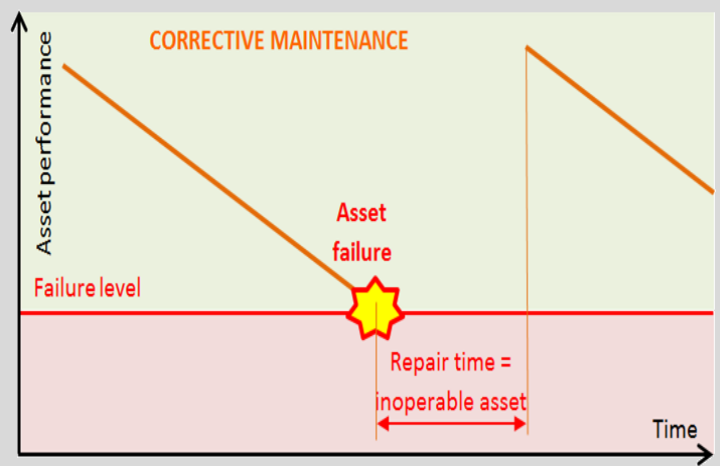 CORRECTIVE MAINTENANCE
Asset performance
Asset
failure
Failure level
Repair time =
inoperable asset
Time